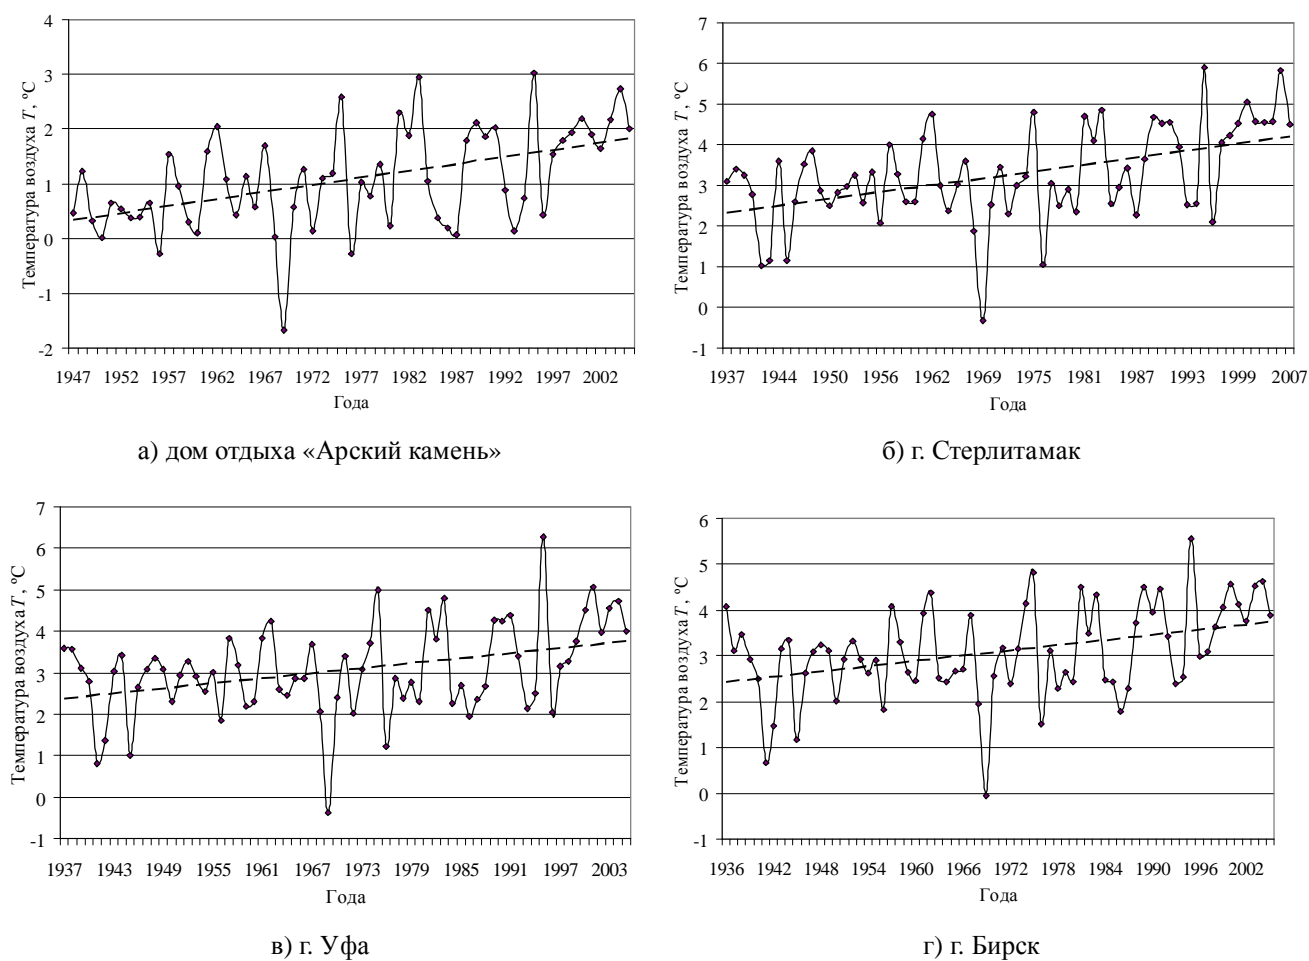 4
3
2
1
0
-1
-2
Температура воздуха T, ºC
1947 1952 1957 1962 1967 1972 1977 1982 1987 1992 1997 2002
Года
а) дом отдыха «Арский камень»
7
6
5
4
3
2
1
0
-1
Температура воздуха T, ºC
1937 1944 1950 1956 1962 1969 1975 1981 1987 1993 1999 2007
Года
б) г. Стерлитамак
7
6
5
4
3
2
1
0
-1
Температура воздуха T, ºC
1937 1943 1949 1955 1961 1967 1973 1979 1985 1991 1997 2003
Года
в) г. Уфа
6
5
4
3
2
1
0
-1
Температура воздуха T, ºC
1936 1942 1948 1954 1960 1966 1972 1978 1984 1990 1996 2002
Года
г) г. Бирск